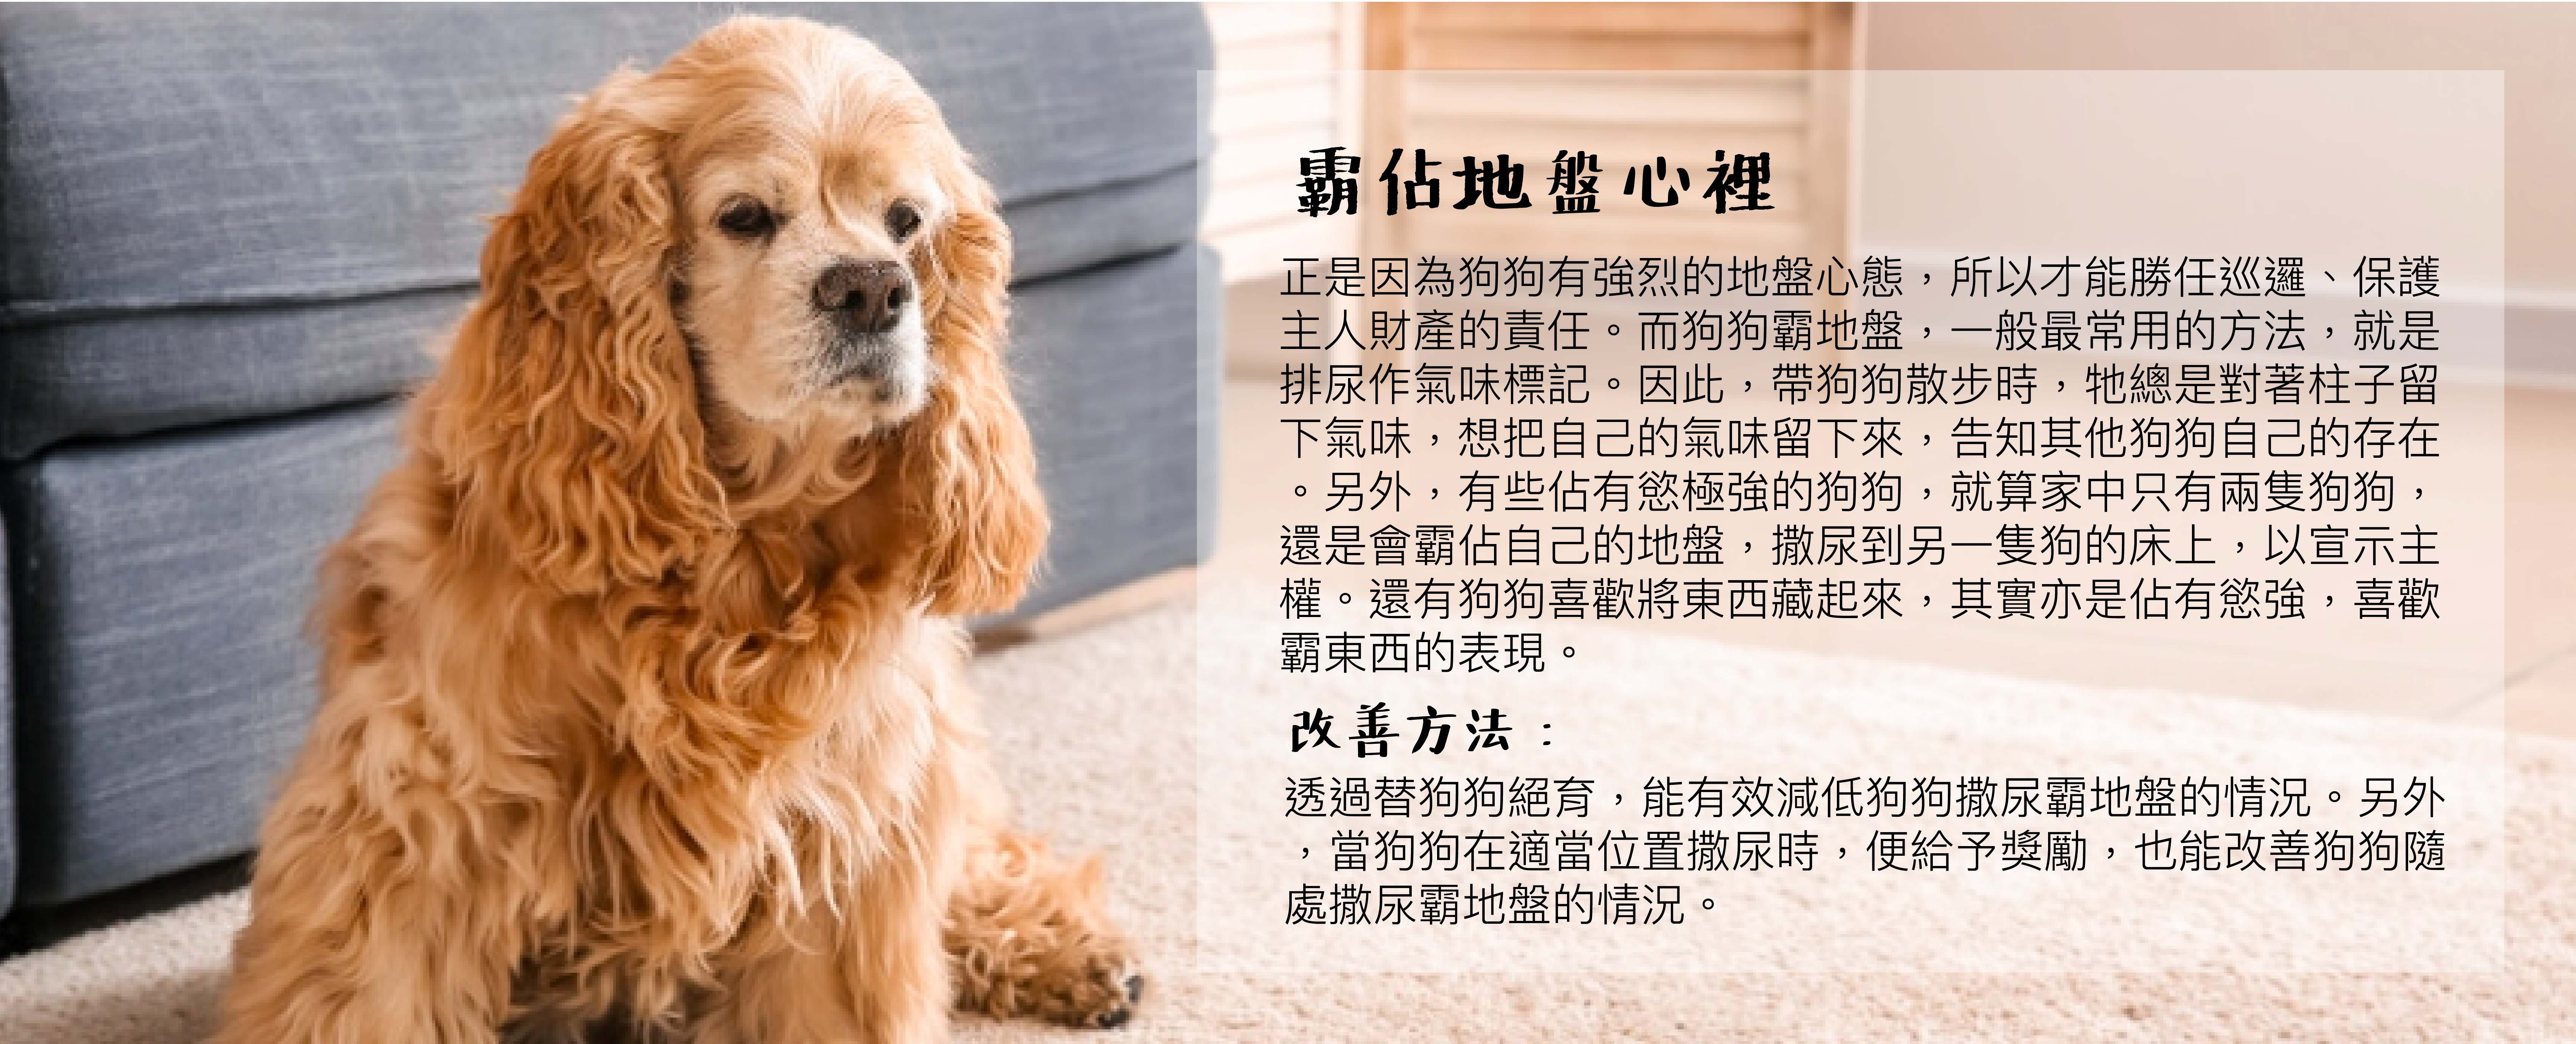 霸佔地盤心裡
正是因為狗狗有強烈的地盤心態，所以才能勝任巡邏、保護
主人財產的責任。而狗狗霸地盤，一般最常用的方法，就是
排尿作氣味標記。因此，帶狗狗散步時，牠總是對著柱子留
下氣味，想把自己的氣味留下來，告知其他狗狗自己的存在
。另外，有些佔有慾極強的狗狗，就算家中只有兩隻狗狗，
還是會霸佔自己的地盤，撒尿到另一隻狗的床上，以宣示主
權。還有狗狗喜歡將東西藏起來，其實亦是佔有慾強，喜歡
霸東西的表現。
改善方法：
透過替狗狗絕育，能有效減低狗狗撒尿霸地盤的情況。另外
，當狗狗在適當位置撒尿時，便給予獎勵，也能改善狗狗隨
處撒尿霸地盤的情況。